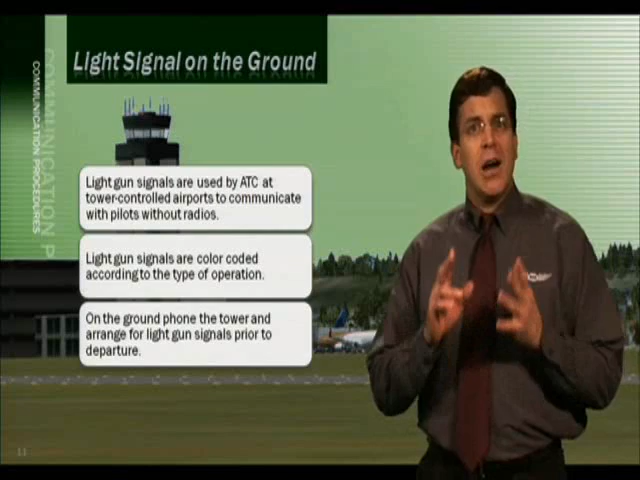 Light Signal on the Ground
COMMUNICATION P
COMMUNICATION PROCEDURES
Light gun signals are used by ATC at
tower-controlled airports to communicate
with pilots without radios.
Light gun signals are color coded
according to the type of operation.
On the ground phone the tower and
arrange for light gun signals prior to
departure.
11